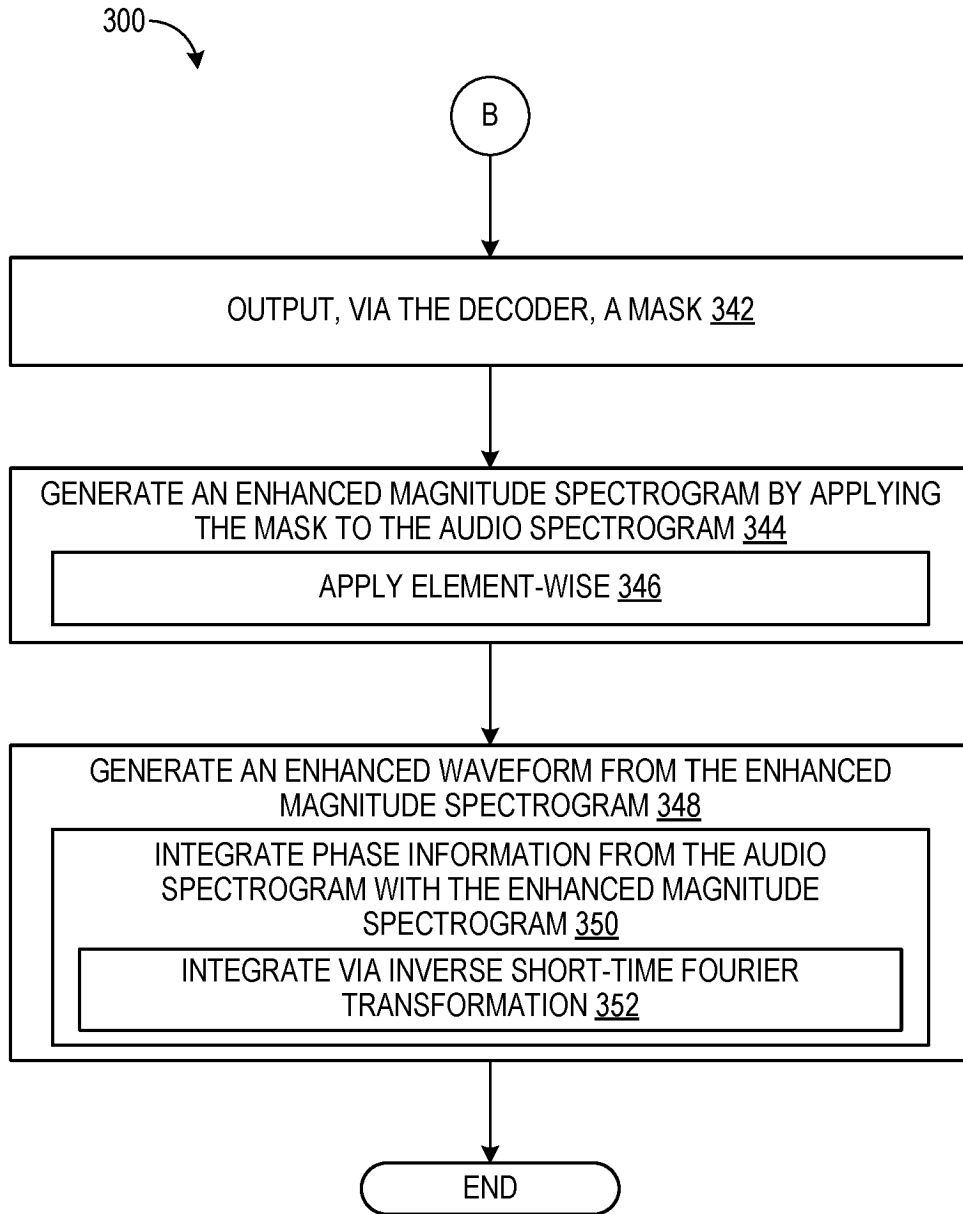 300
B
OUTPUT, VIA THE DECODER, A MASK 342
GENERATE AN ENHANCED MAGNITUDE SPECTROGRAM BY APPLYING
THE MASK TO THE AUDIO SPECTROGRAM 344
APPLY ELEMENT-WISE 346
GENERATE AN ENHANCED WAVEFORM FROM THE ENHANCED
MAGNITUDE SPECTROGRAM 348
INTEGRATE PHASE INFORMATION FROM THE AUDIO
SPECTROGRAM WITH THE ENHANCED MAGNITUDE
SPECTROGRAM 350
INTEGRATE VIA INVERSE SHORT-TIME FOURIER
TRANSFORMATION 352
END